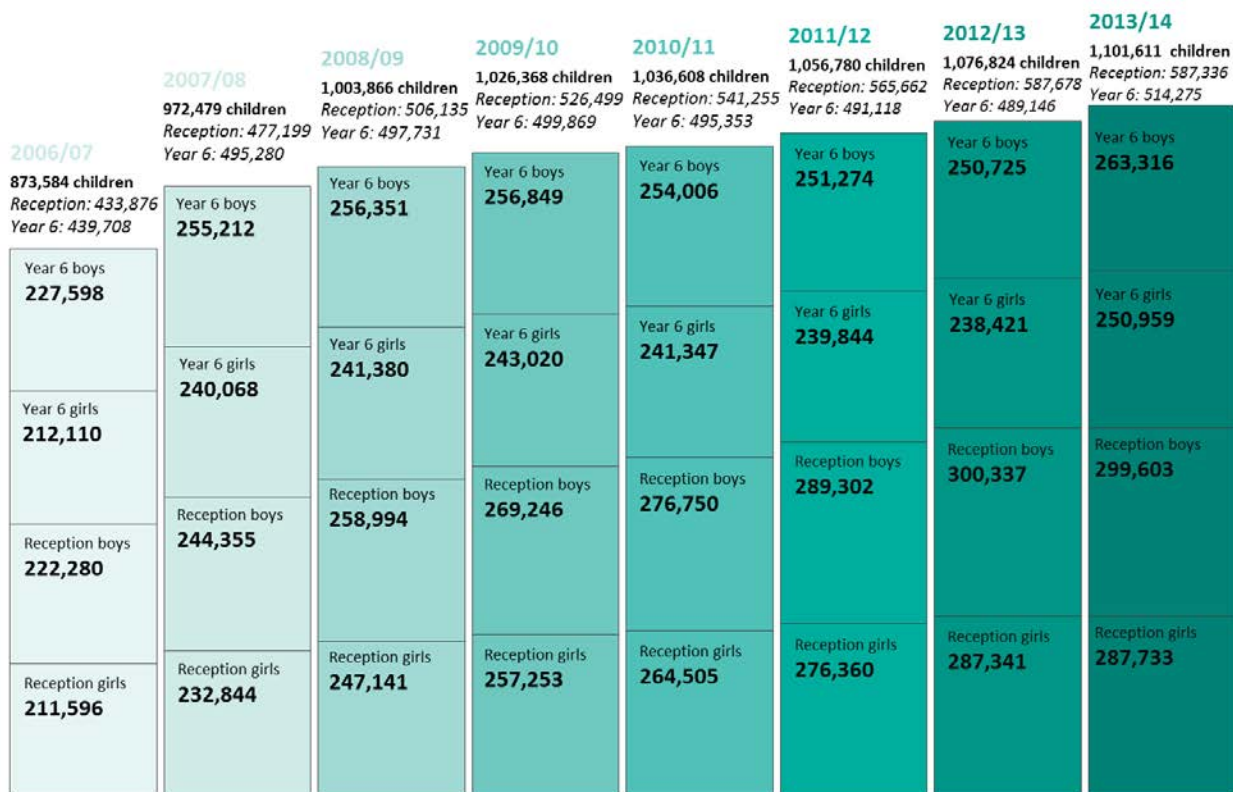 2006/07
873,584 children
Reception: 433,876
Year 6: 439,708
Year 6 boys
227,598
Year 6 girls
212,110
Reception boys
222,280
Reception girls
211,596
2007/08
972,479 children
Reception: 477,199
Year 6: 495,280
Year 6 boys
255,212
Year 6 girls
240,068
Reception boys
244,355
Reception girls
232,844
2008/09
1,003,866 children
Reception: 506,135
Year 6: 497,731
Year 6 boys
256,351
Year 6 girls
241,380
Reception boys
258,994
Reception girls
247,141
2009/10
1,026,368 children
Reception: 526,499
Year 6: 499,869
Year 6 boys
256,849
Year 6 girls
243,020
Reception boys
269,246
Reception girls
257,253
2010/11
1,036,608 children
Reception: 541,255
Year 6: 495,353
Year 6 boys
254,006
Year 6 girls
241,347
Reception boys
276,750
Reception girls
264,505
2011/12
1,056,780 children
Reception: 565,662
Year 6: 491,118
Year 6 boys
251,274
Year 6 girls
239,844
Reception boys
289,302
Reception girls
276,360
2012/13
1,076,824 children
Reception: 587,678
Year 6: 489,146
Year 6 boys
250,725
Year 6 girls
238,421
Reception boys
300,337
Reception girls
287,341
2013/14
1,101,611 children
Reception: 587,336
Year 6: 514,275
Year 6 boys
263,316
Year 6 girls
250,959
Reception boys
299,603
Reception girls
287,733